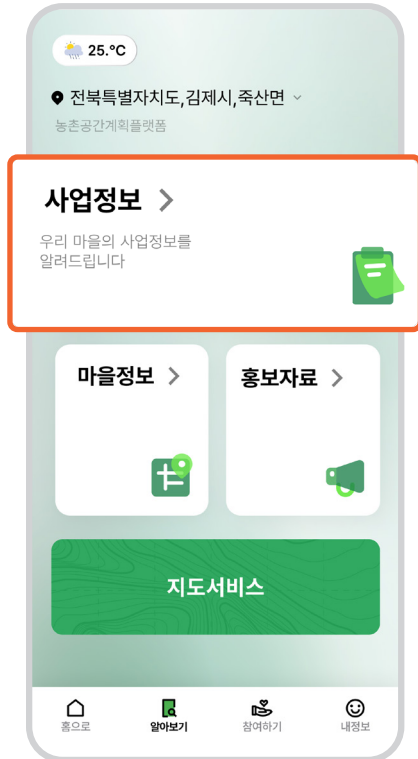 25.°C
전북특별자치도,김제시,죽산면
농촌공간계획플랫폼
사업정보
우리 마을의 사업정보를
알려드립니다
마을정보
홍보자료
지도서비스
홈으로
알아보기
참여하기
내정보